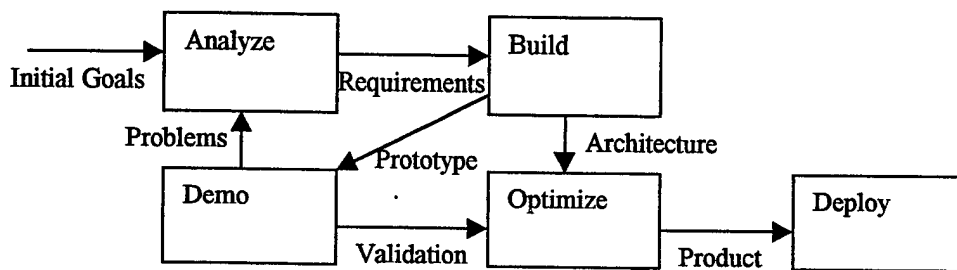 Analyze
Build
Initial Goals
Requirements
Problems
Prototype
Architecture
Demo
Optimize
Deploy
Validation
Product